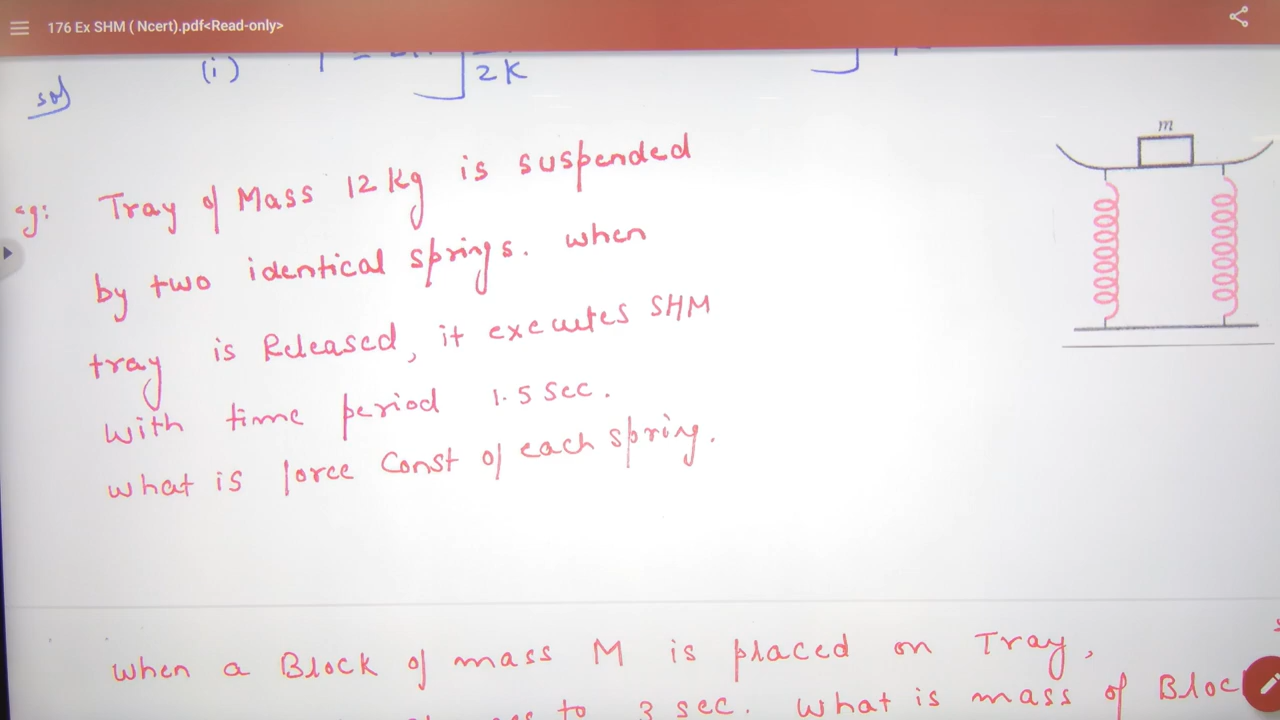 176 Ex SHM ( Ncert).pdf<Read-only>
sol (i) 2K
eg: Tray of Mass 12 kg is suspended
m
by two identical springs. when
tray is Released, it executes SHM
with time period 1.5 Sec.
what is force Const of each spring.
when a Block of mass M is placed on Tray,
to 3 sec. What is mass of Bloc